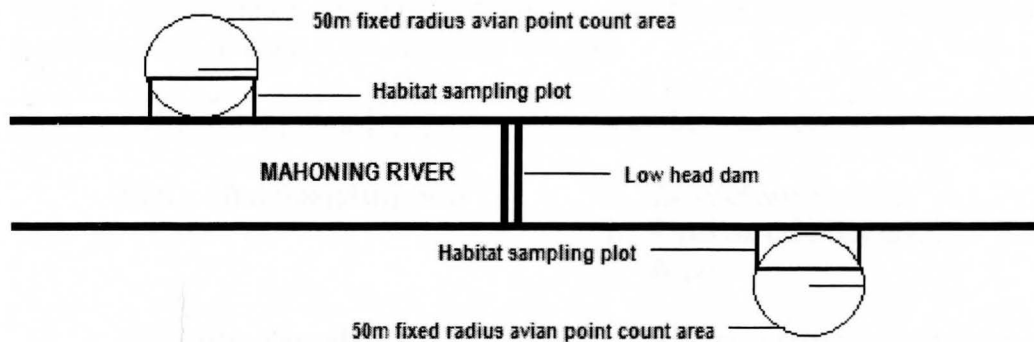 50m fixed radius avian point count area
Habitat sampling plot
MAHONING RIVER
Low head dam
Habitat sampling plot
50m fixed radius avian point count area